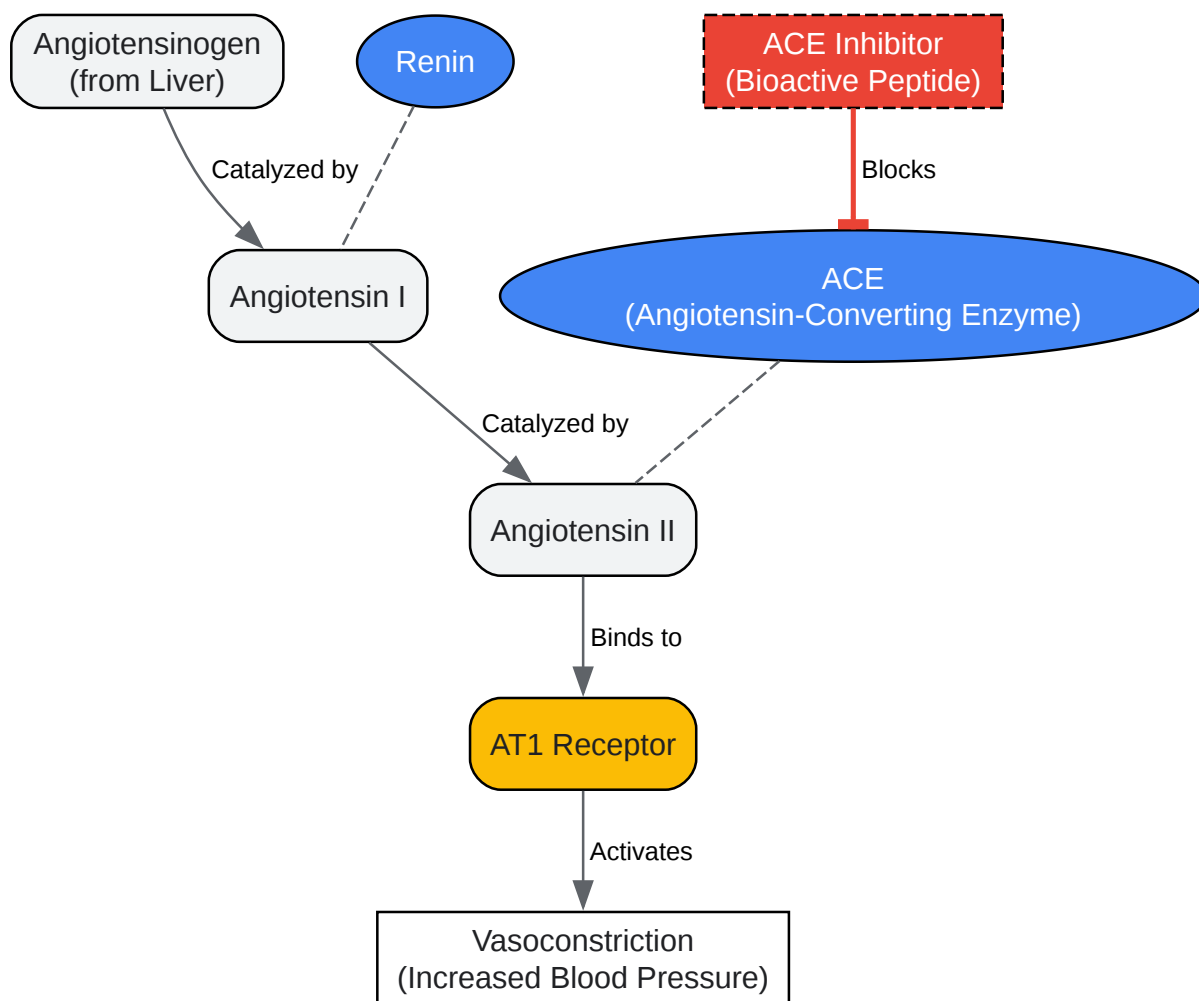 Angiotensinogen
(from Liver)
Renin
ACE Inhibitor
(Bioactive Peptide)
Catalyzed by
Blocks
Angiotensin I
ACE
(Angiotensin-Converting Enzyme)
Catalyzed by
Angiotensin II
Binds to
AT1 Receptor
Activates
Vasoconstriction
(Increased Blood Pressure)